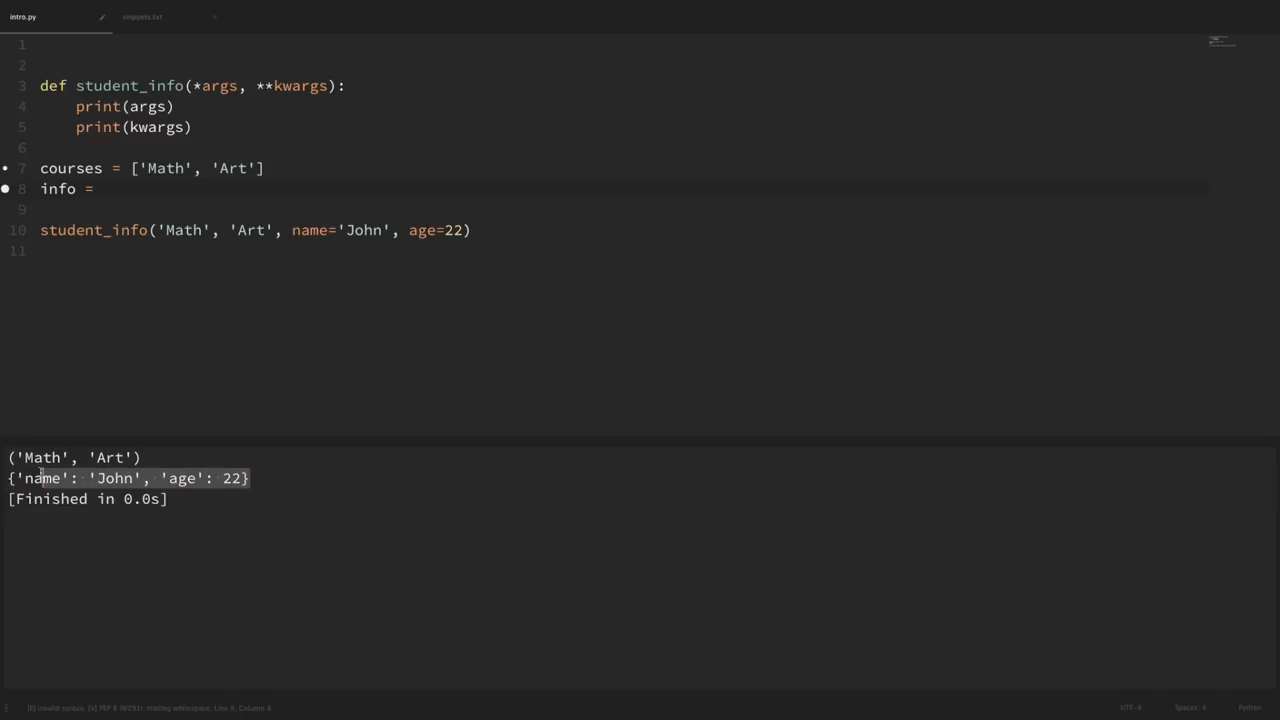 intro.py
snippets.txt
1
2
3 def student_info(*args, **kwargs):
4 print(args)
5 print(kwargs)
6
7 courses = ['Math', 'Art']
8 info =
9
10 student_info('Math', 'Art', name='John', age=22)
11
('Math', 'Art')
{'name': 'John', 'age': 22}
[Finished in 0.0s]
[E] invalid syntax, [V] PEP 8 (W291): trailing whitespace, Line 8, Column 8
UTF-8
Spaces: 4
Python